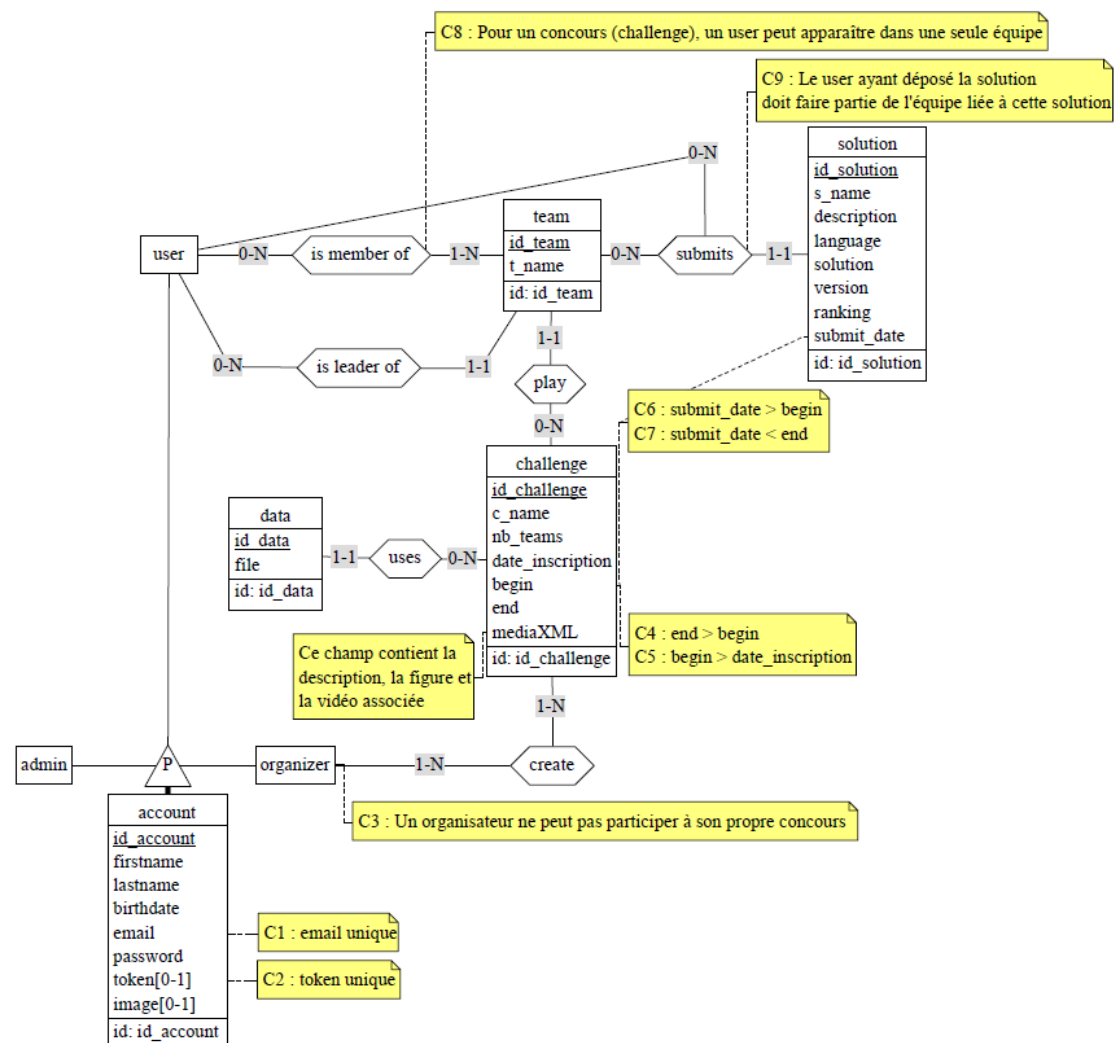 C8 : Pour un concours (challenge), un user peut apparaître dans une seule équipe
C9 : Le user ayant déposé la solution
doit faire partie de l'équipe liée à cette solution
solution
id_solution
s_name
description
language
solution
version
ranking
submit_date
id: id_solution
0-N
team
id_team
t_name
id: id_team
user
0-N
is member of
1-N
0-N
submits
1-1
0-N
is leader of
1-1
1-1
play
0-N
C6 : submit_date > begin
C7 : submit_date < end
challenge
id_challenge
c_name
nb_teams
date_inscription
begin
end
mediaXML
id: id_challenge
data
id_data
file
id: id_data
1-1
uses
0-N
C4 : end > begin
C5 : begin > date_inscription
Ce champ contient la
description, la figure et
la vidéo associée
1-N
admin
P
organizer
1-N
create
C3 : Un organisateur ne peut pas participer à son propre concours
account
id_account
firstname
lastname
birthdate
email
password
token[0-1]
image[0-1]
id: id_account
C1 : email unique
C2 : token unique